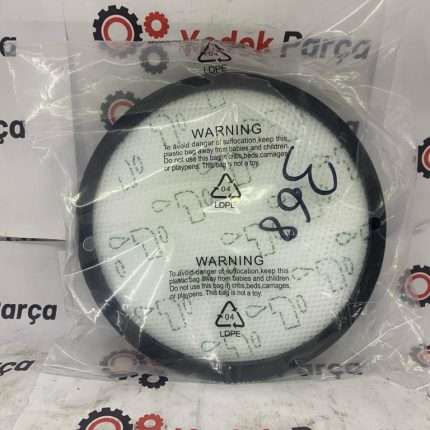 Yedek Parça
04
LDPE
WARNING
To avoid danger of suffocation,keep this
plastic bag away from babies and children.
Do not use this bag in cribs,beds,carriages,
or playpens. This bag is not a toy.
04
LDPE
368
WARNING
To avoid danger of suffocation,keep this
plastic bag away from babies and children.
Do not use this bag in cribs,beds,carriages,
or playpens. This bag is not a toy.
04
LDPE
arça
Ye